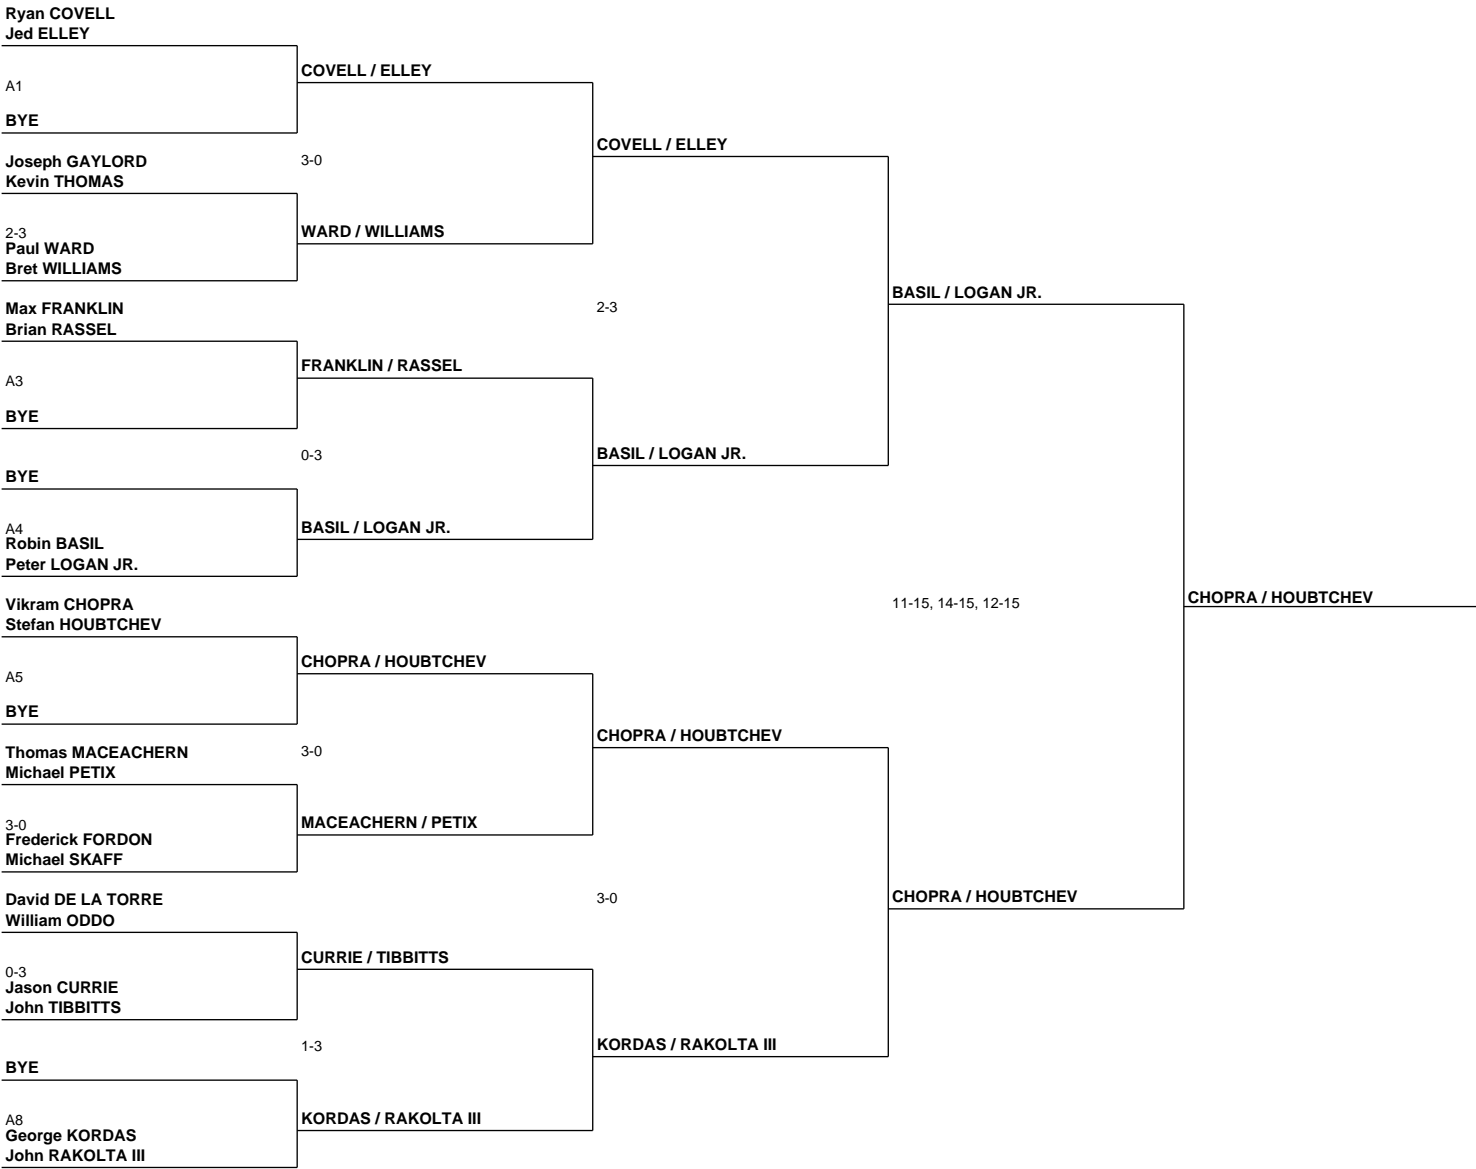 Ryan COVELL
Jed ELLEY
A1
BYE
Joseph GAYLORD
Kevin THOMAS
2-3
Paul WARD
Bret WILLIAMS
Max FRANKLIN
Brian RASSEL
A3
BYE
BYE
A4
Robin BASIL
Peter LOGAN JR.
Vikram CHOPRA
Stefan HOUBTCHEV
A5
BYE
Thomas MACEACHERN
Michael PETIX
3-0
Frederick FORDON
Michael SKAFF
David DE LA TORRE
William ODDO
0-3
Jason CURRIE
John TIBBITTS
BYE
A8
George KORDAS
John RAKOLTA III
COVELL / ELLEY
3-0
WARD / WILLIAMS
FRANKLIN / RASSEL
0-3
BASIL / LOGAN JR.
CHOPRA / HOUBTCHEV
3-0
MACEACHERN / PETIX
CURRIE / TIBBITTS
1-3
KORDAS / RAKOLTA III
COVELL / ELLEY
2-3
BASIL / LOGAN JR.
CHOPRA / HOUBTCHEV
3-0
KORDAS / RAKOLTA III
BASIL / LOGAN JR.
11-15, 14-15, 12-15
CHOPRA / HOUBTCHEV
CHOPRA / HOUBTCHEV